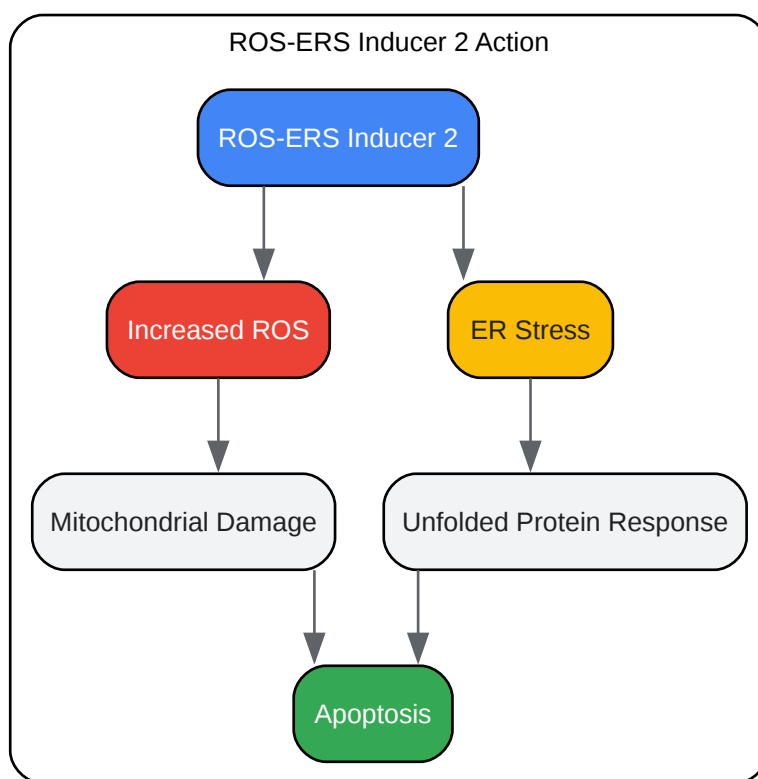 ROS-ERS Inducer 2 Action
ROS-ERS Inducer 2
Increased ROS
ER Stress
Mitochondrial Damage
Unfolded Protein Response
Apoptosis